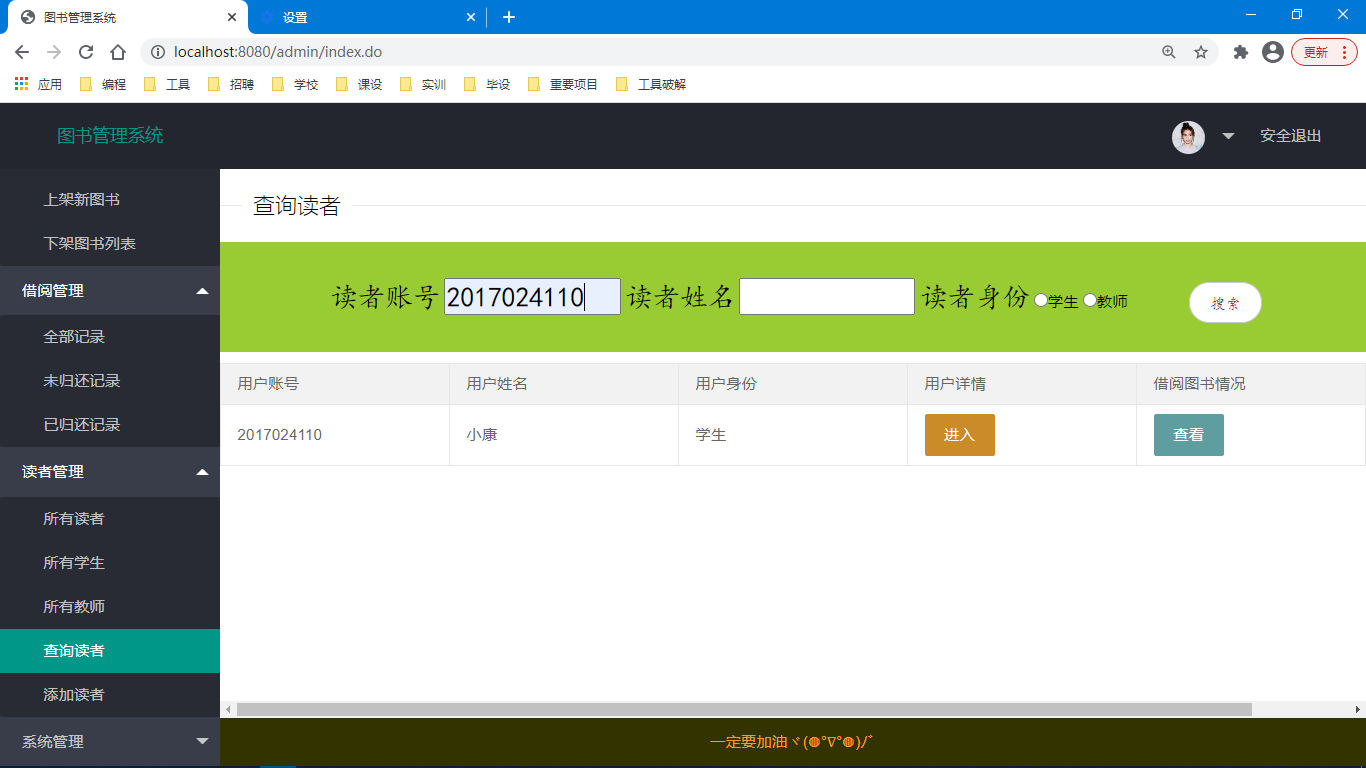 图书管理系统
设置
localhost:8080/admin/index.do
更新
应用 编程 工具 招聘 学校 课设 实训 毕设 重要项目 工具破解
图书管理系统
安全退出
上架新图书
下架图书列表
借阅管理
全部记录
未归还记录
已归还记录
读者管理
所有读者
所有学生
所有教师
查询读者
添加读者
系统管理
查询读者
读者账号 2017024110 读者姓名 读者身份 学生 教师 搜索
用户账号 用户姓名 用户身份 用户详情 借阅图书情况
2017024110 小康 学生 进入 查看
一定要加油ヾ(◍°∇°◍)ﾉﾞ